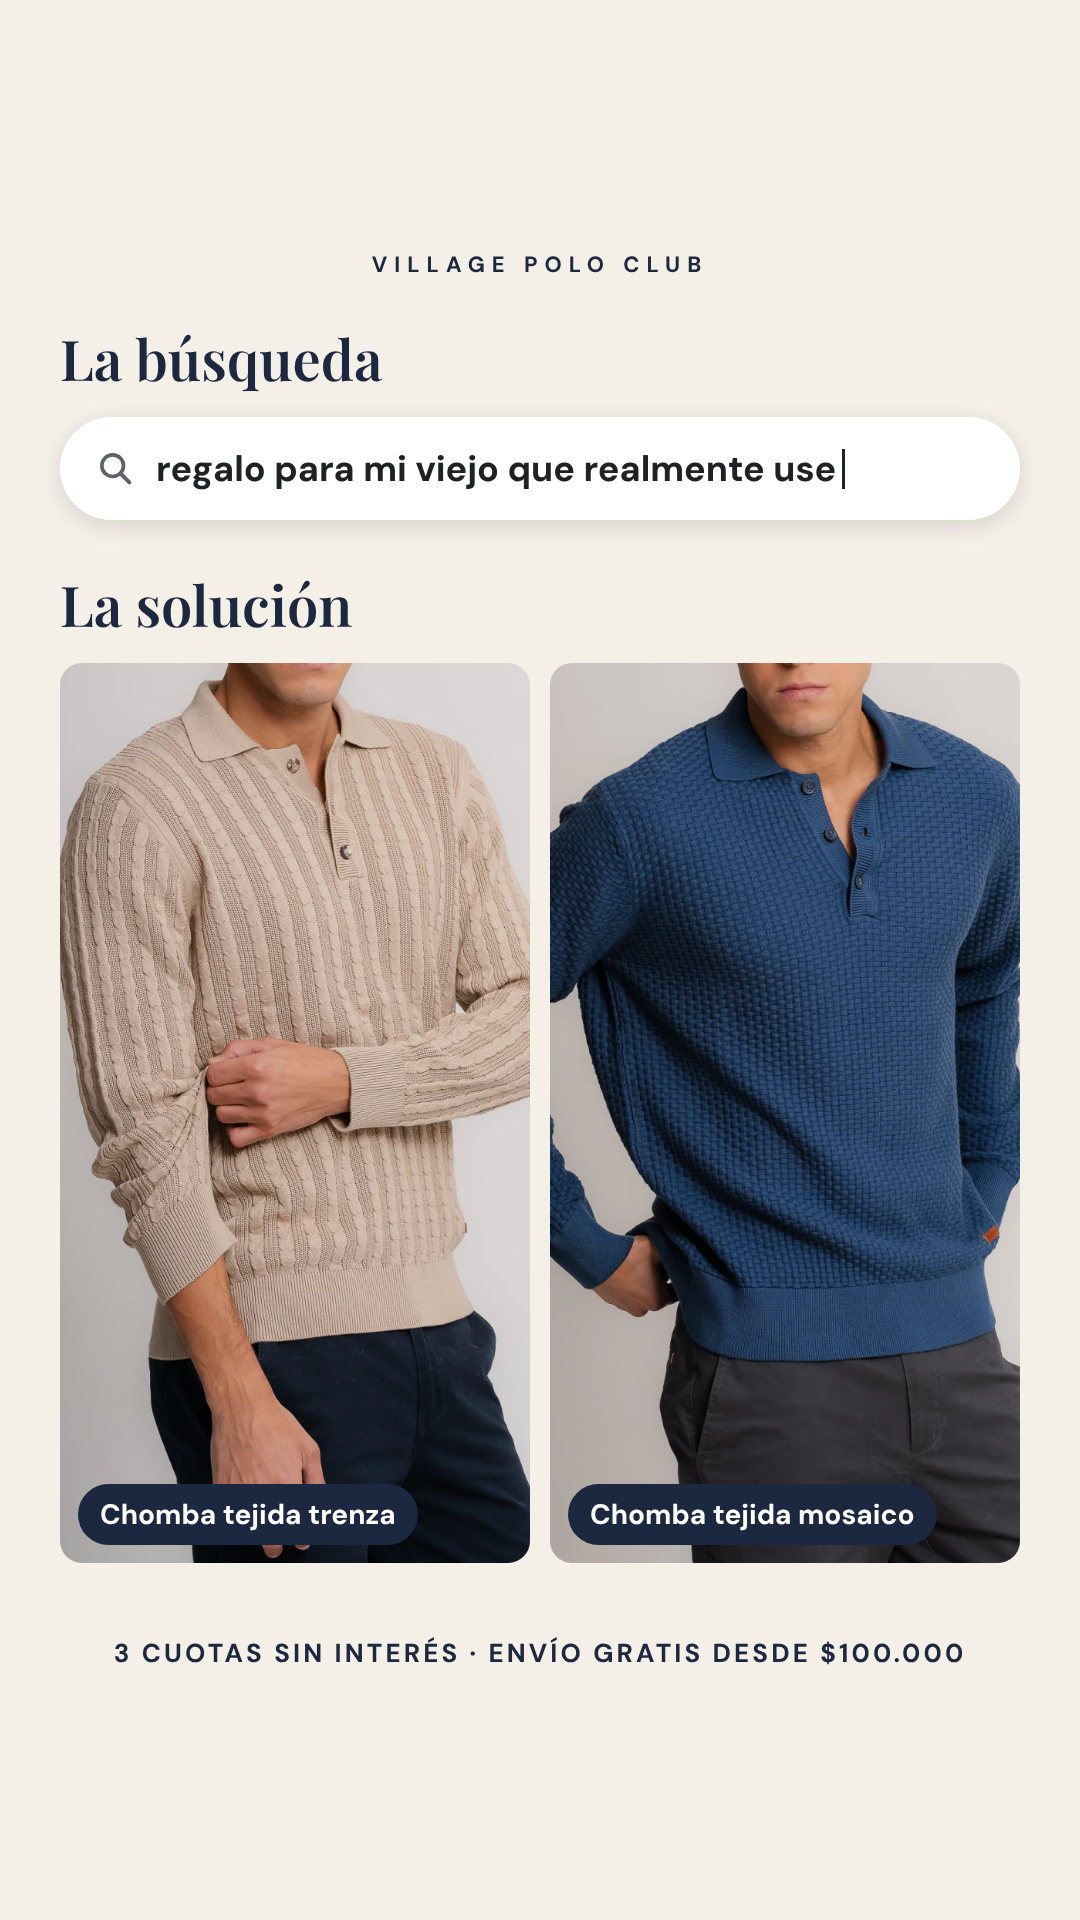 VILLAGE POLO CLUB
La búsqueda
regalo para mi viejo que realmente use
La solución
Chomba tejida trenza
Chomba tejida mosaico
3 CUOTAS SIN INTERÉS · ENVÍO GRATIS DESDE $100.000